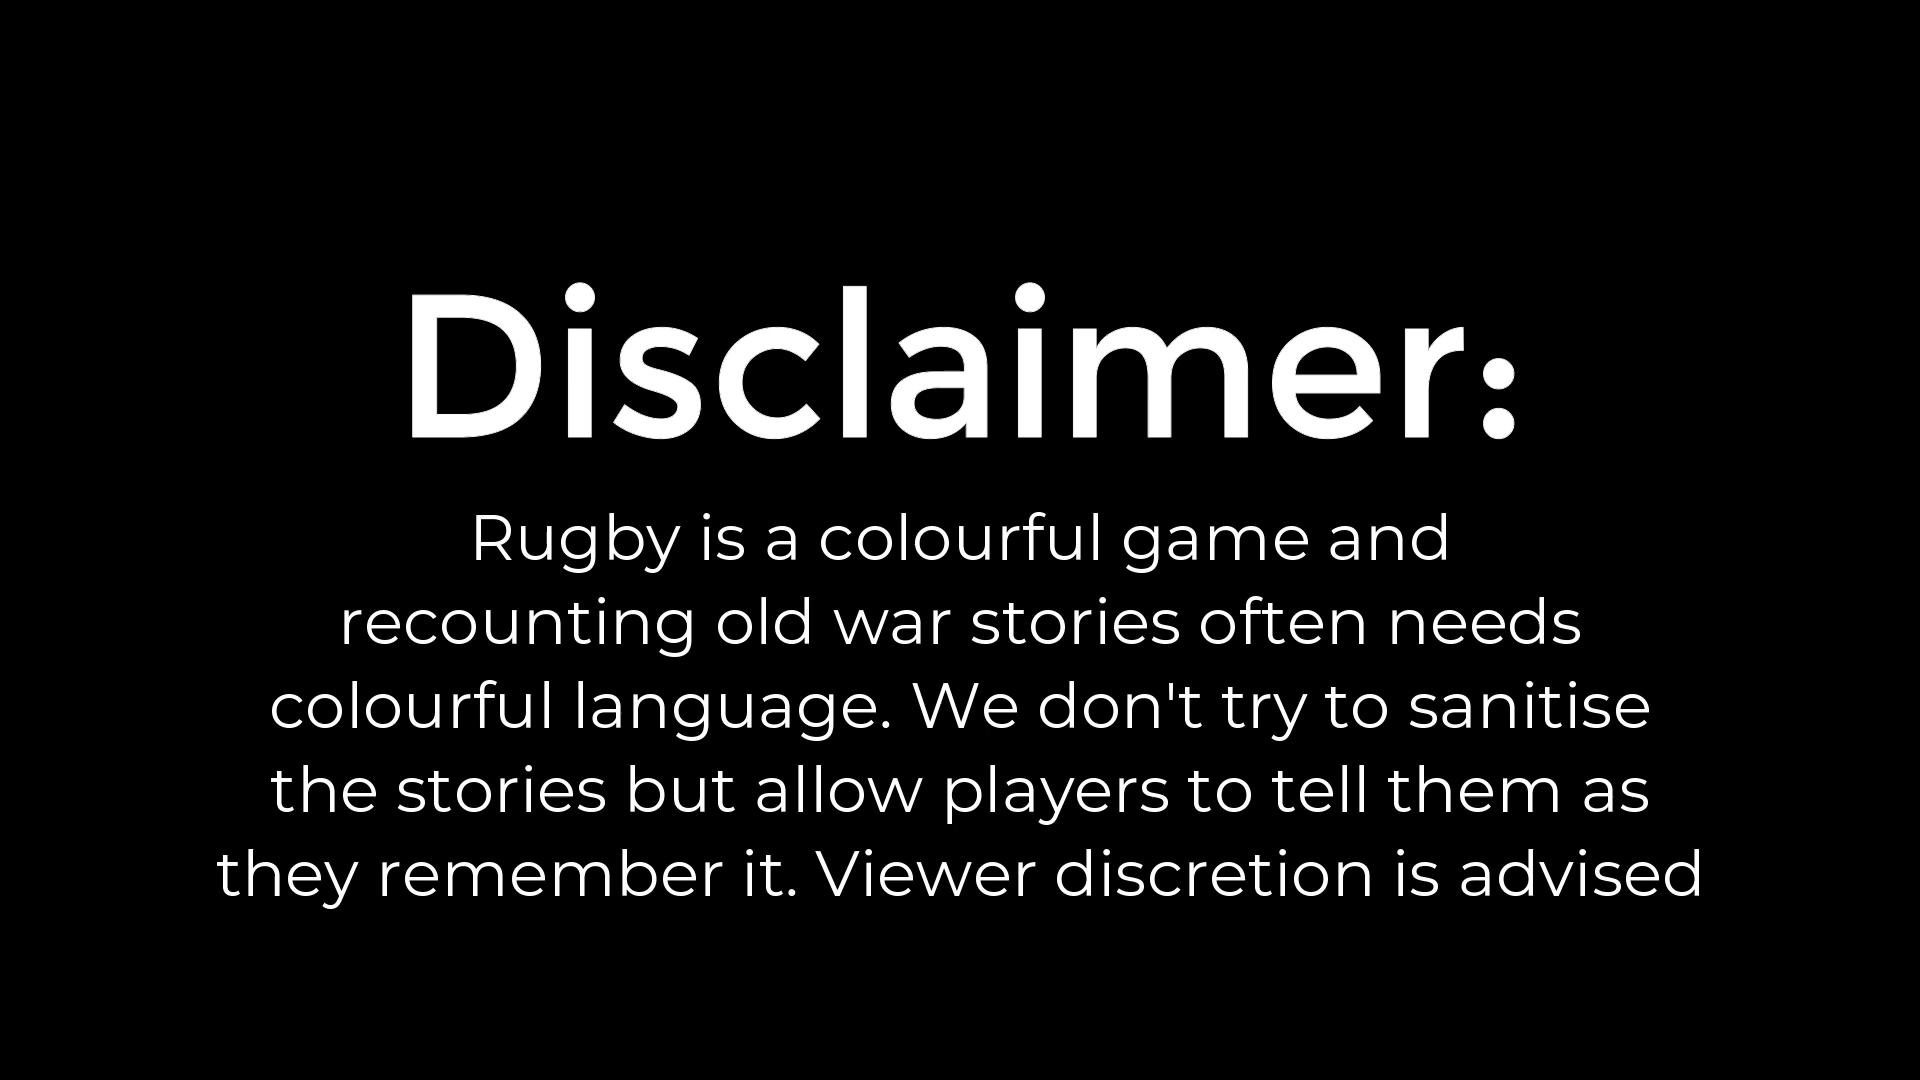 Disclaimer:
Rugby is a colourful game and
recounting old war stories often needs
colourful language. We don't try to sanitise
the stories but allow players to tell them as
they remember it. Viewer discretion is advised